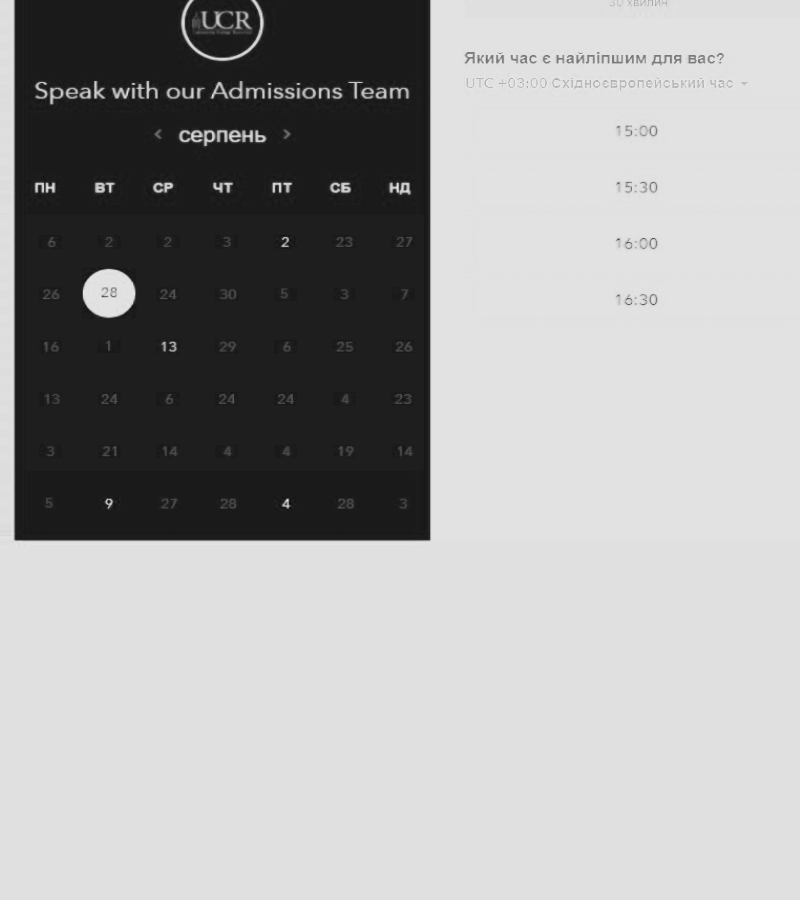 30 хвилин
UCR
Speak with our Admissions Team
‹ серпень ›
ПН ВТ СР ЧТ ПТ СБ НД
6 2 2 3 2 23 27
26 28 24 30 5 3 7
16 1 13 29 6 25 26
13 24 6 24 24 4 23
3 21 14 4 4 19 14
5 9 27 28 4 28 3
Який час є найліпшим для вас?
UTC +03:00 Східноєвропейський час
15:00
15:30
16:00
16:30